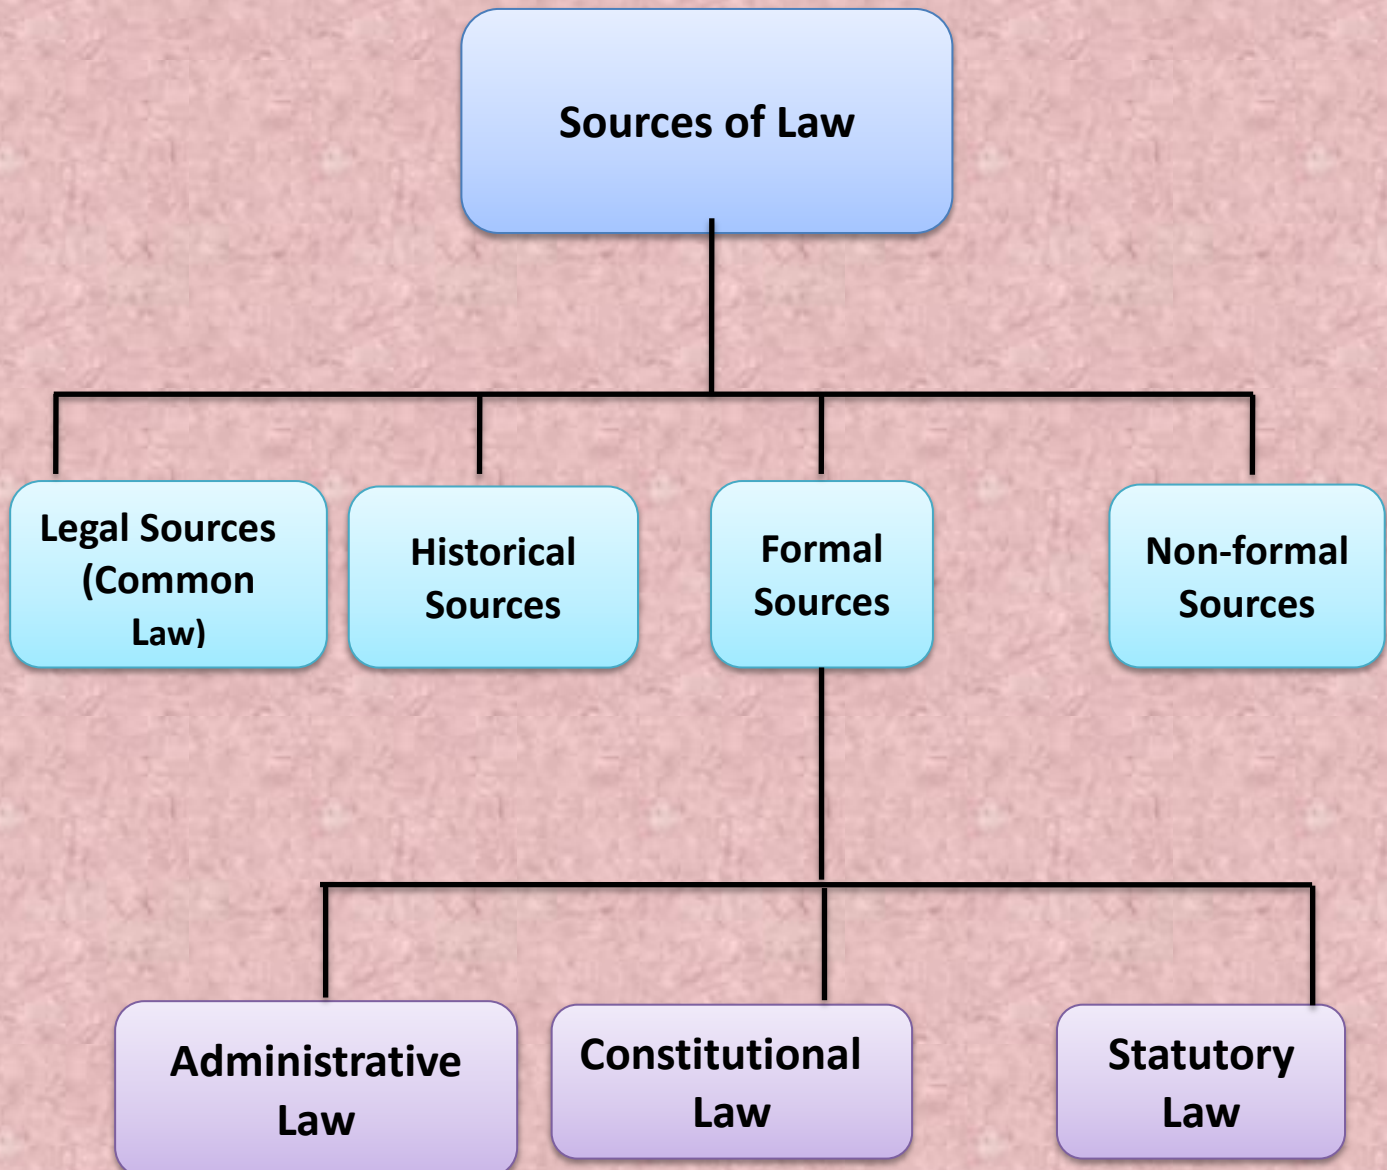 Sources of Law
Legal Sources
(Common
Law)
Historical
Sources
Formal
Sources
Non-formal
Sources
Administrative
Law
Constitutional
Law
Statutory
Law